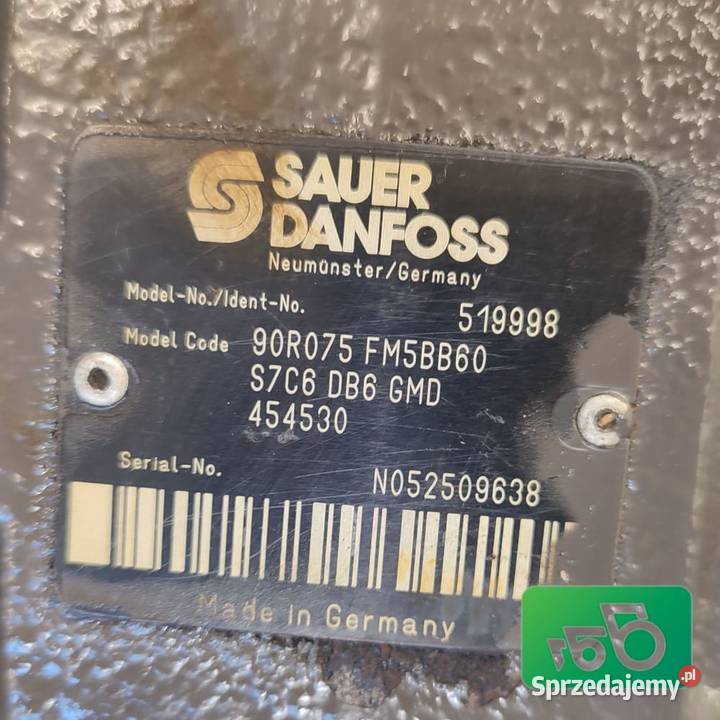 SAUER
DANFOSS
Neumünster/Germany
Model-No./Ident-No. 519998
Model Code 90R075 FM5BB60
S7C6 DB6 GMD
454530
Serial-No. N052509638
Made in Germany
Sprzedajemy.pl